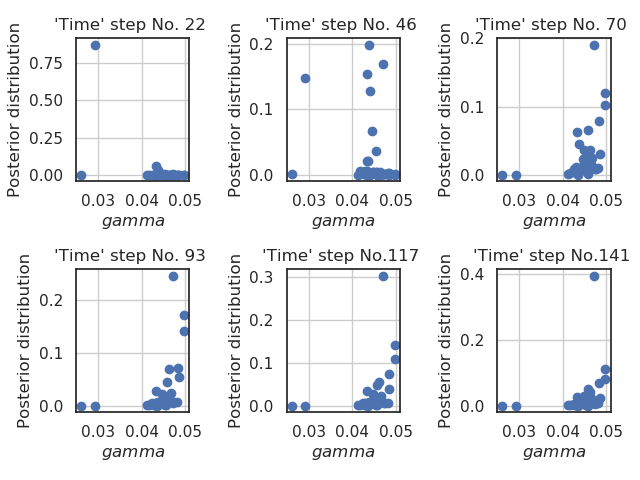 'Time' step No. 22
'Time' step No. 46
'Time' step No. 70
Posterior distribution
0.75
0.50
0.25
0.00
0.03 0.04 0.05
gamma
Posterior distribution
0.2
0.1
0.0
0.03 0.04 0.05
gamma
Posterior distribution
0.2
0.1
0.0
0.03 0.04 0.05
gamma
'Time' step No. 93
'Time' step No.117
'Time' step No.141
Posterior distribution
0.2
0.1
0.0
0.03 0.04 0.05
gamma
Posterior distribution
0.3
0.2
0.1
0.0
0.03 0.04 0.05
gamma
Posterior distribution
0.4
0.2
0.0
0.03 0.04 0.05
gamma